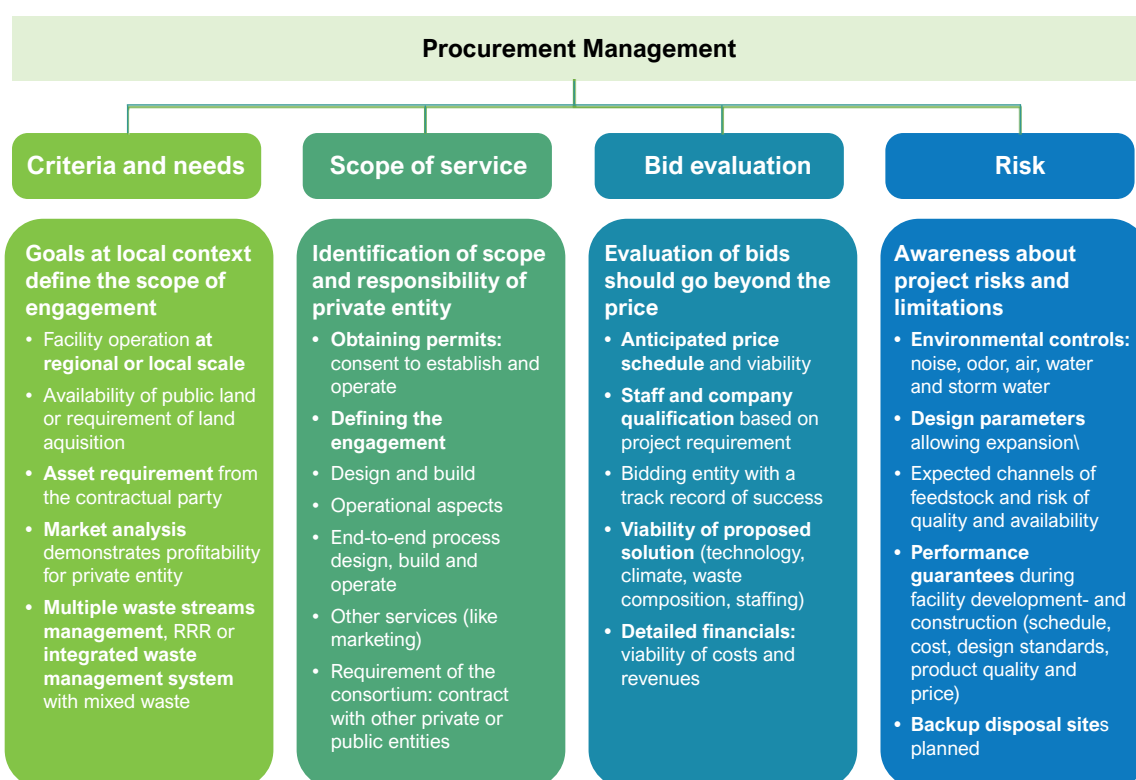 Procurement Management
Criteria and needs
Scope of service
Bid evaluation
Risk
Goals at local context
define the scope of
engagement
• Facility operation at
regional or local scale
• Availability of public land
or requirement of land
aquisition
• Asset requirement from
the contractual party
• Market analysis
demonstrates profitability
for private entity
• Multiple waste streams
management, RRR or
integrated waste
management system
with mixed waste
Identification of scope
and responsibility of
private entity
• Obtaining permits:
consent to establish and
operate
• Defining the
engagement
• Design and build
• Operational aspects
• End-to-end process
design, build and
operate
• Other services (like
marketing)
• Requirement of the
consortium: contract
with other private or
public entities
Evaluation of bids
should go beyond the
price
• Anticipated price
schedule and viability
• Staff and company
qualification based on
project requirement
• Bidding entity with a
track record of success
• Viability of proposed
solution (technology,
climate, waste
composition, staffing)
• Detailed financials:
viability of costs and
revenues
Awareness about
project risks and
limitations
• Environmental controls:
noise, odor, air, water
and storm water
• Design parameters
allowing expansion\
• Expected channels of
feedstock and risk of
quality and availability
• Performance
guarantees during
facility development- and
construction (schedule,
cost, design standards,
product quality and
price)
• Backup disposal sites
planned